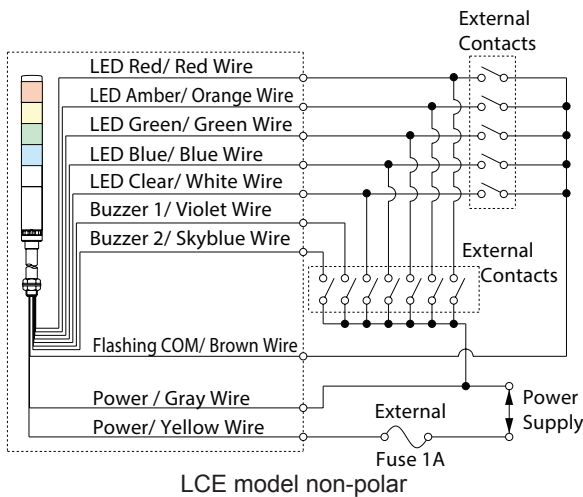 External
Contacts
LED Red/ Red Wire
LED Amber/ Orange Wire
LED Green/ Green Wire
LED Blue/ Blue Wire
LED Clear/ White Wire
Buzzer 1/ Violet Wire
Buzzer 2/ Skyblue Wire
External
Contacts
Flashing COM/ Brown Wire
Power / Gray Wire
Power/ Yellow Wire
External
Fuse 1A
Power
Supply
LCE model non-polar